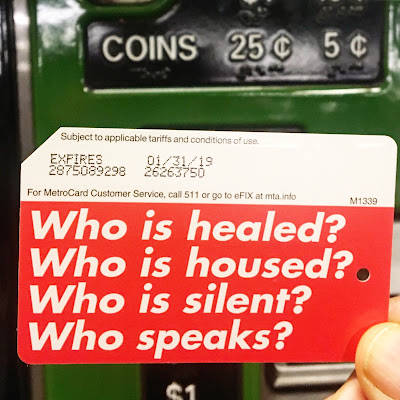 COINS 25¢ 5¢
Subject to applicable tariffs and conditions of use.
EXPIRES 01/31/19
2875089298 26263750
For MetroCard Customer Service, call 511 or go to eFIX at mta.info M1339
Who is healed?
Who is housed?
Who is silent?
Who speaks?
$1